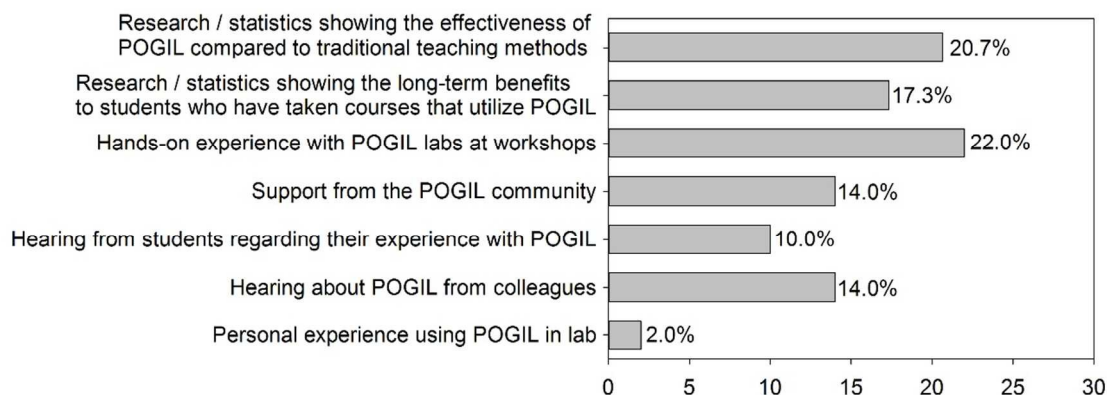 Research / statistics showing the effectiveness of
POGIL compared to traditional teaching methods
20.7%
Research / statistics showing the long-term benefits
to students who have taken courses that utilize POGIL
17.3%
Hands-on experience with POGIL labs at workshops
22.0%
Support from the POGIL community
14.0%
Hearing from students regarding their experience with POGIL
10.0%
Hearing about POGIL from colleagues
14.0%
Personal experience using POGIL in lab
2.0%
0 5 10 15 20 25 30